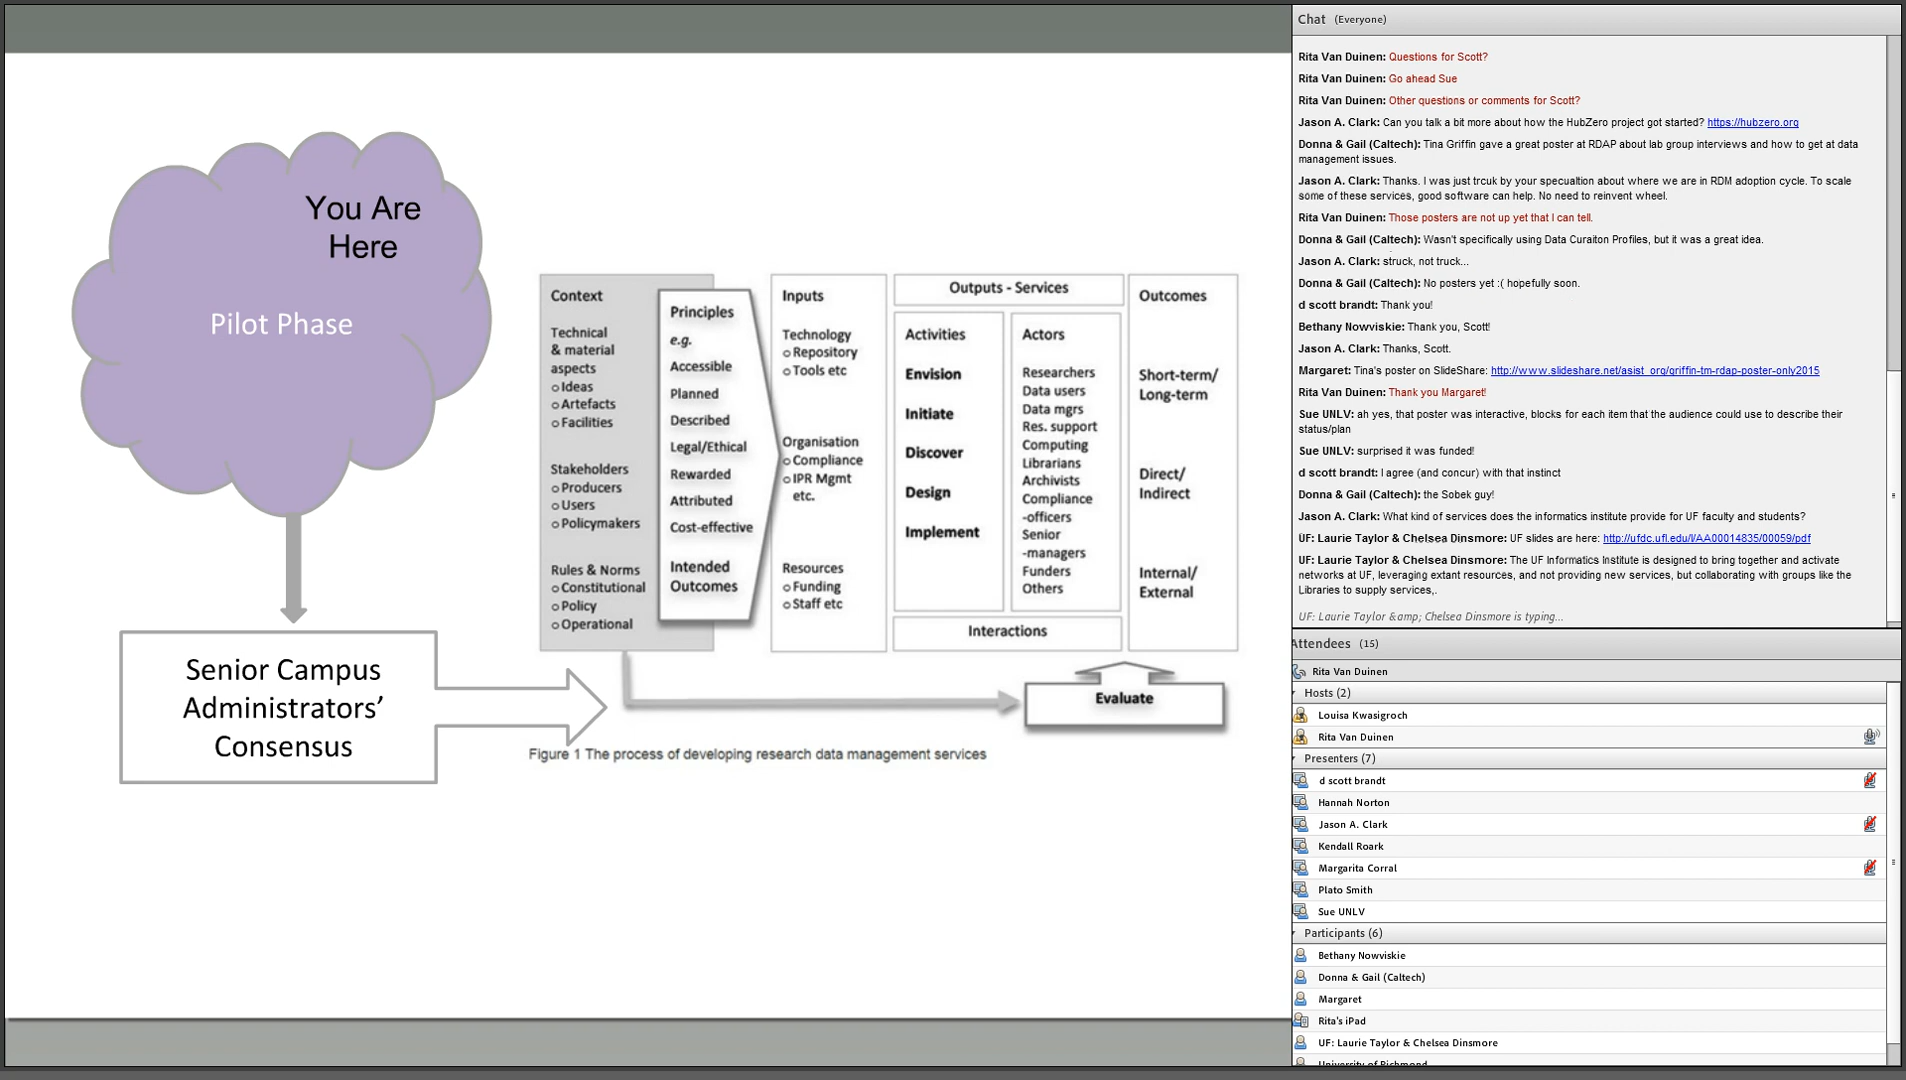 You Are
Here
Pilot Phase
Senior Campus
Administrators'
Consensus
Context
Technical
& material
aspects
o Ideas
o Artefacts
o Facilities
Stakeholders
o Producers
o Users
o Policymakers
Rules & Norms
o Constitutional
o Policy
o Operational
Principles
e.g.
Accessible
Planned
Described
Legal/Ethical
Rewarded
Attributed
Cost-effective
Intended
Outcomes
Inputs
Technology
o Repository
o Tools etc
Organisation
o Compliance
o IPR Mgmt
etc.
Resources
o Funding
o Staff etc
Outputs - Services
Activities
Envision
Initiate
Discover
Design
Implement
Actors
Researchers
Data users
Data mgrs
Res. support
Computing
Librarians
Archivists
Compliance
-officers
Senior
-managers
Funders
Others
Interactions
Outcomes
Short-term/
Long-term
Direct/
Indirect
Internal/
External
Evaluate
Figure 1 The process of developing research data management services
Chat (Everyone)
Rita Van Duinen: Questions for Scott?
Rita Van Duinen: Go ahead Sue
Rita Van Duinen: Other questions or comments for Scott?
Jason A. Clark: Can you talk a bit more about how the HubZero project got started? https://hubzero.org
Donna & Gail (Caltech): Tina Griffin gave a great poster at RDAP about lab group interviews and how to get at data
management issues.
Jason A. Clark: Thanks. I was just trcuk by your specualtion about where we are in RDM adoption cycle. To scale
some of these services, good software can help. No need to reinvent wheel.
Rita Van Duinen: Those posters are not up yet that I can tell.
Donna & Gail (Caltech): Wasn't specifically using Data Curaiton Profiles, but it was a great idea.
Jason A. Clark: struck, not truck...
Donna & Gail (Caltech): No posters yet :( hopefully soon.
d scott brandt: Thank you!
Bethany Nowviskie: Thank you, Scott!
Jason A. Clark: Thanks, Scott.
Margaret: Tina's poster on SlideShare: http://www.slideshare.net/asist_org/griffin-tm-rdap-poster-only2015
Rita Van Duinen: Thank you Margaret!
Sue UNLV: ah yes, that poster was interactive, blocks for each item that the audience could use to describe their
status/plan
Sue UNLV: surprised it was funded!
d scott brandt: I agree (and concur) with that instinct
Donna & Gail (Caltech): the Sobek guy!
Jason A. Clark: What kind of services does the informatics institute provide for UF faculty and students?
UF: Laurie Taylor & Chelsea Dinsmore: UF slides are here: http://ufdc.ufl.edu/l/AA00014835/00059/pdf
UF: Laurie Taylor & Chelsea Dinsmore: The UF Informatics Institute is designed to bring together and activate
networks at UF, leveraging extant resources, and not providing new services, but collaborating with groups like the
Libraries to supply services,.
UF: Laurie Taylor &amp; Chelsea Dinsmore is typing...
Attendees (15)
Rita Van Duinen
Hosts (2)
Louisa Kwasigroch
Rita Van Duinen
Presenters (7)
d scott brandt
Hannah Norton
Jason A. Clark
Kendall Roark
Margarita Corral
Plato Smith
Sue UNLV
Participants (6)
Bethany Nowviskie
Donna & Gail (Caltech)
Margaret
Rita's iPad
UF: Laurie Taylor & Chelsea Dinsmore
University of Richmond